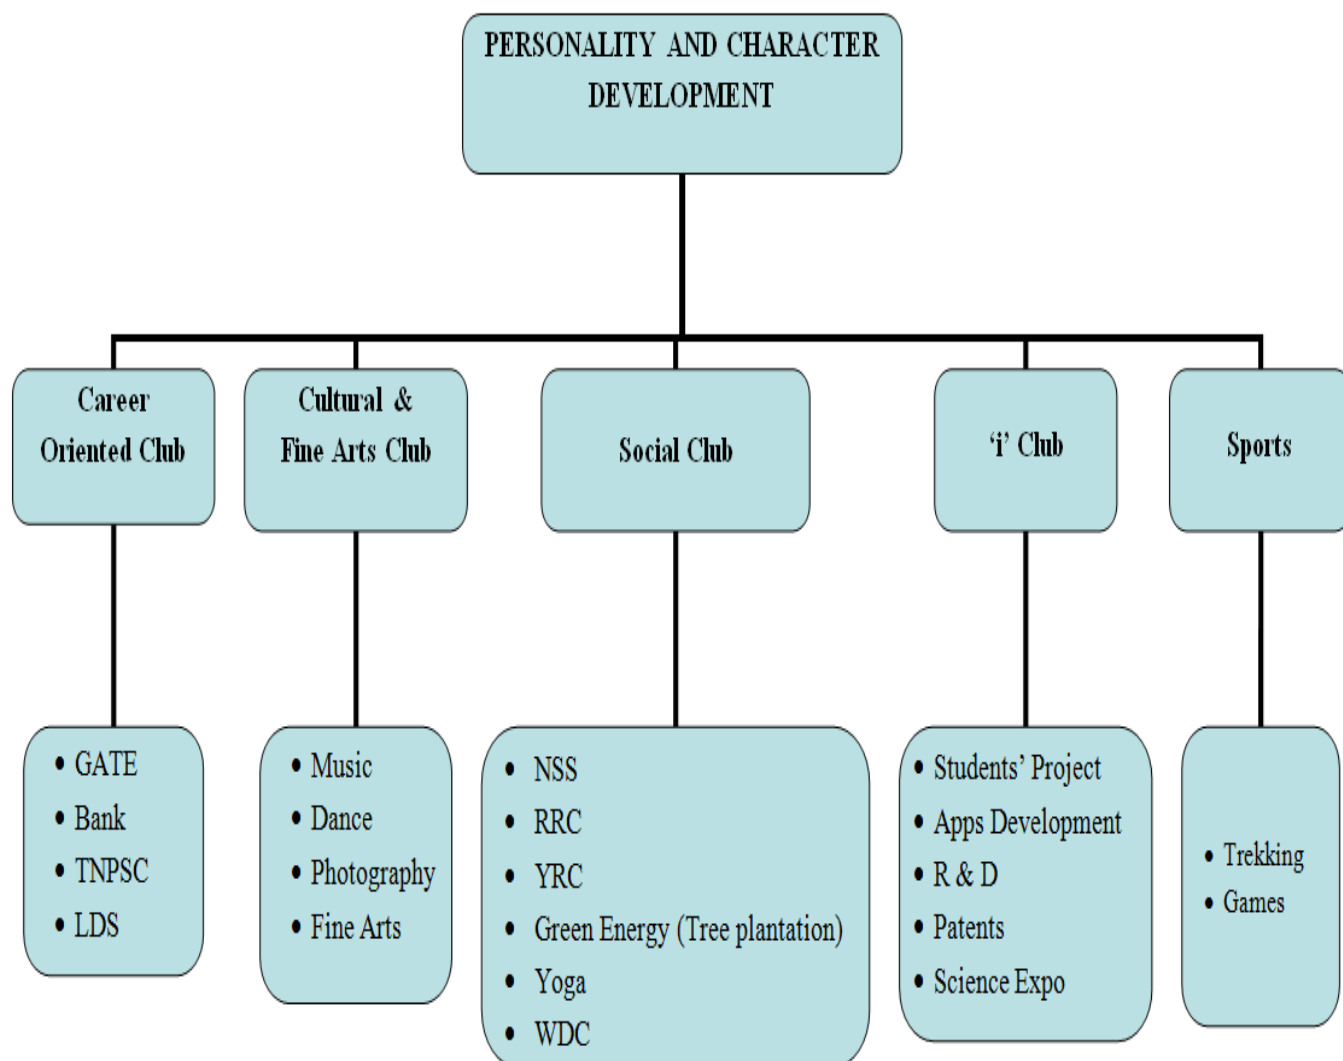 PERSONALITY AND CHARACTER
DEVELOPMENT
Career
Oriented Club
Cultural &
Fine Arts Club
Social Club
‘i’ Club
Sports
• GATE
• Bank
• TNPSC
• LDS
• Music
• Dance
• Photography
• Fine Arts
• NSS
• RRC
• YRC
• Green Energy (Tree plantation)
• Yoga
• WDC
• Students’ Project
• Apps Development
• R & D
• Patents
• Science Expo
• Trekking
• Games